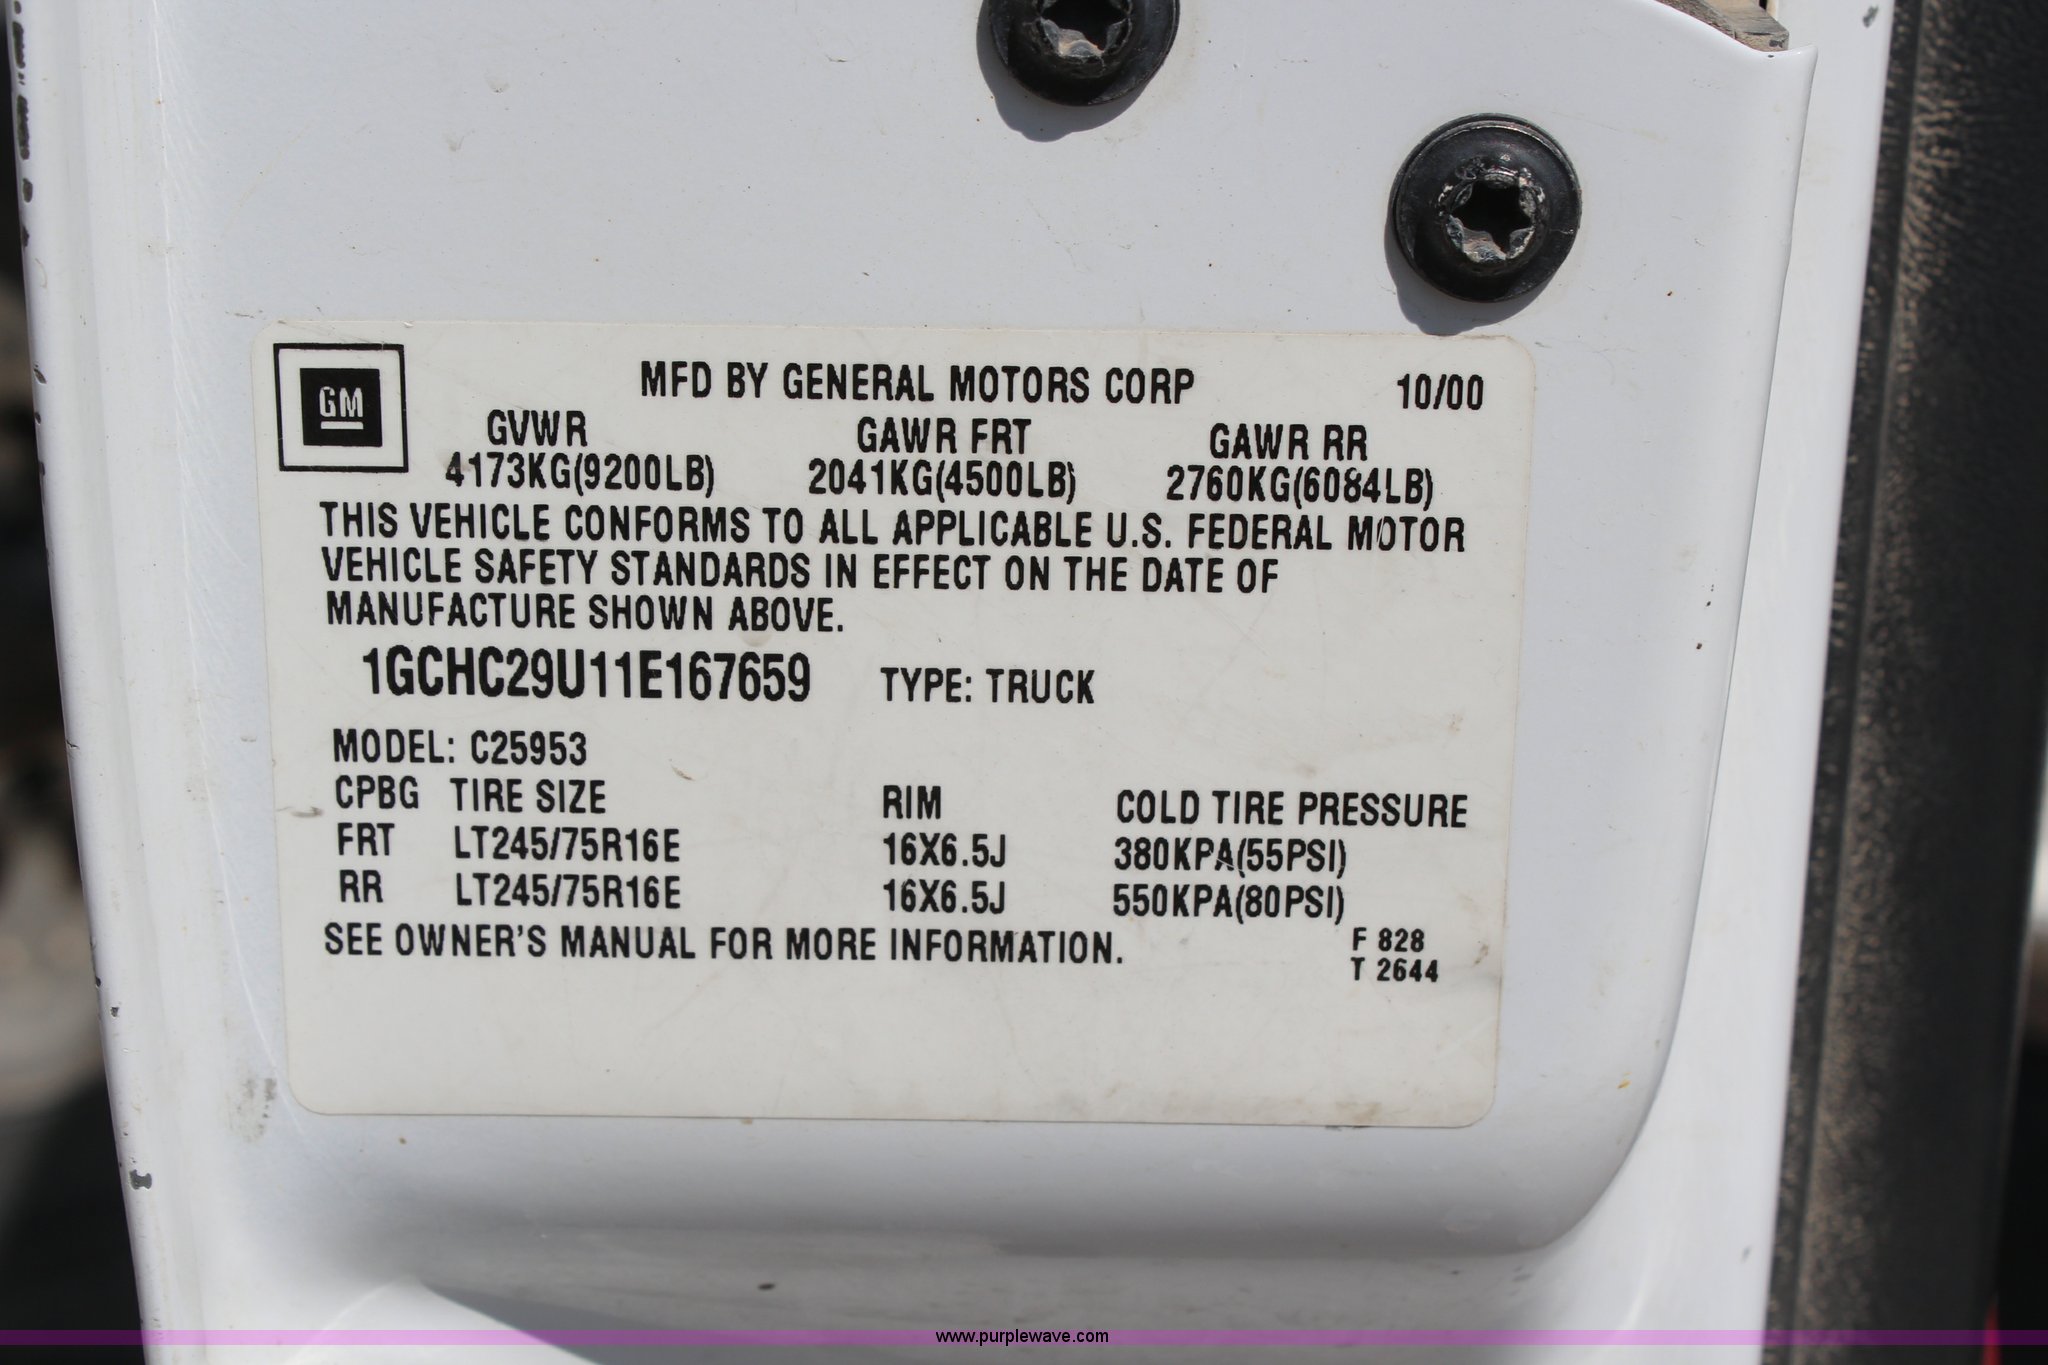 GM
MFD BY GENERAL MOTORS CORP 10/00
GVWR GAWR FRT GAWR RR
4173KG(9200LB) 2041KG(4500LB) 2760KG(6084LB)
THIS VEHICLE CONFORMS TO ALL APPLICABLE U.S. FEDERAL MOTOR
VEHICLE SAFETY STANDARDS IN EFFECT ON THE DATE OF
MANUFACTURE SHOWN ABOVE.
1GCHC29U11E167659 TYPE: TRUCK
MODEL: C25953
CPBG TIRE SIZE RIM COLD TIRE PRESSURE
FRT LT245/75R16E 16X6.5J 380KPA(55PSI)
RR LT245/75R16E 16X6.5J 550KPA(80PSI)
SEE OWNER'S MANUAL FOR MORE INFORMATION.
F 828
T 2644
www.purplewave.com